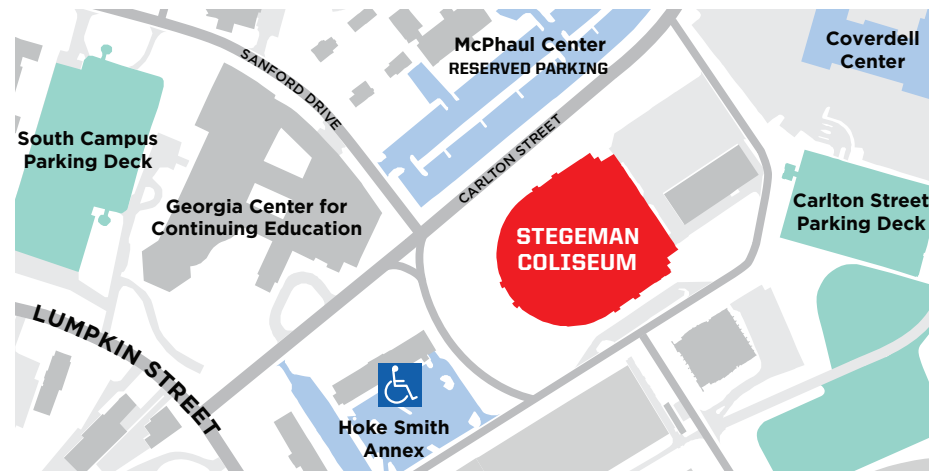 McPhaul Center
RESERVED PARKING
Coverdell
Center
SANFORD DRIVE
South Campus
Parking Deck
CARLTON STREET
Georgia Center for
Continuing Education
Carlton Street
Parking Deck
STEGEMAN
COLISEUM
LUMPKIN STREET
Hoke Smith
Annex